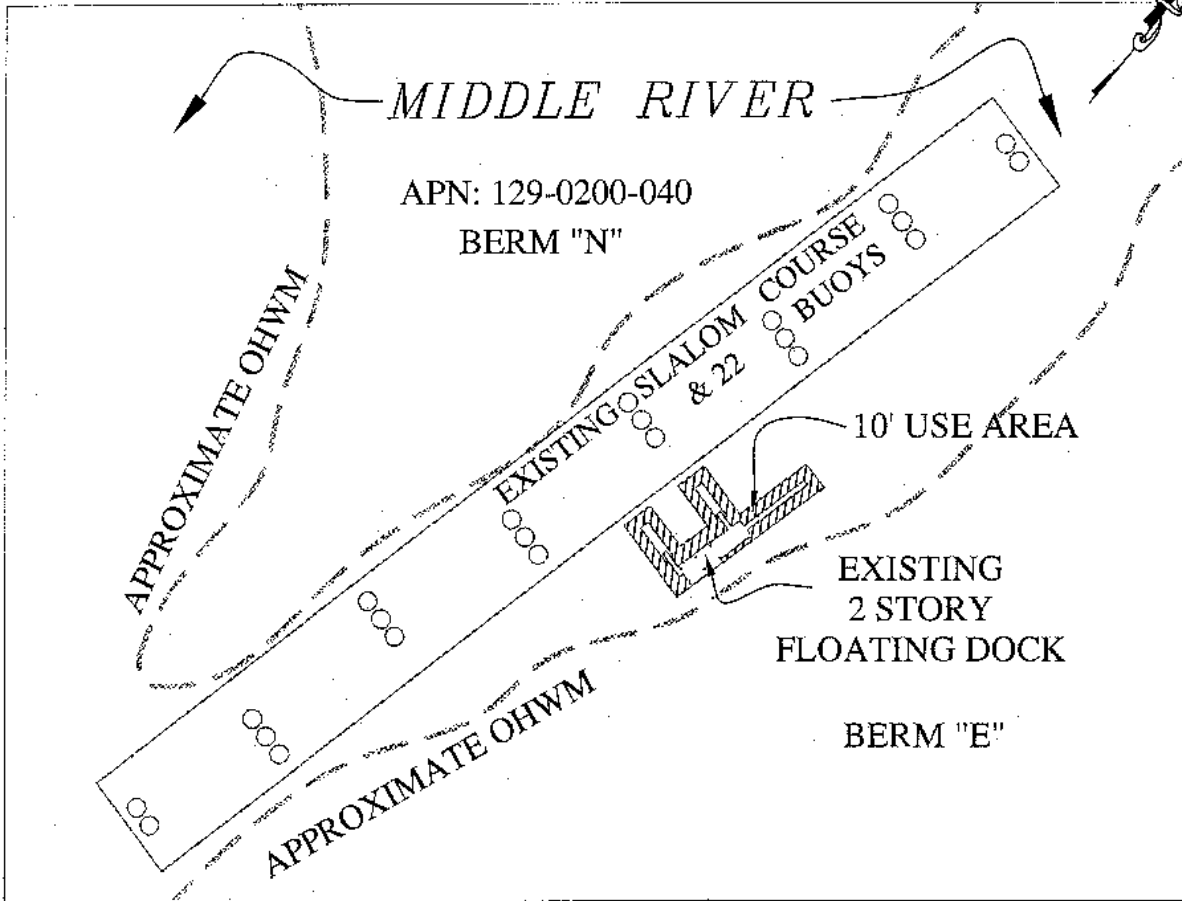 MIDDLE RIVER
APN: 129-0200-040
BERM "N"
APPROXIMATE OHWM
EXISTING SLALOM COURSE
& 22 BUOYS
10' USE AREA
EXISTING
2 STORY
FLOATING DOCK
BERM "E"
APPROXIMATE OHWM